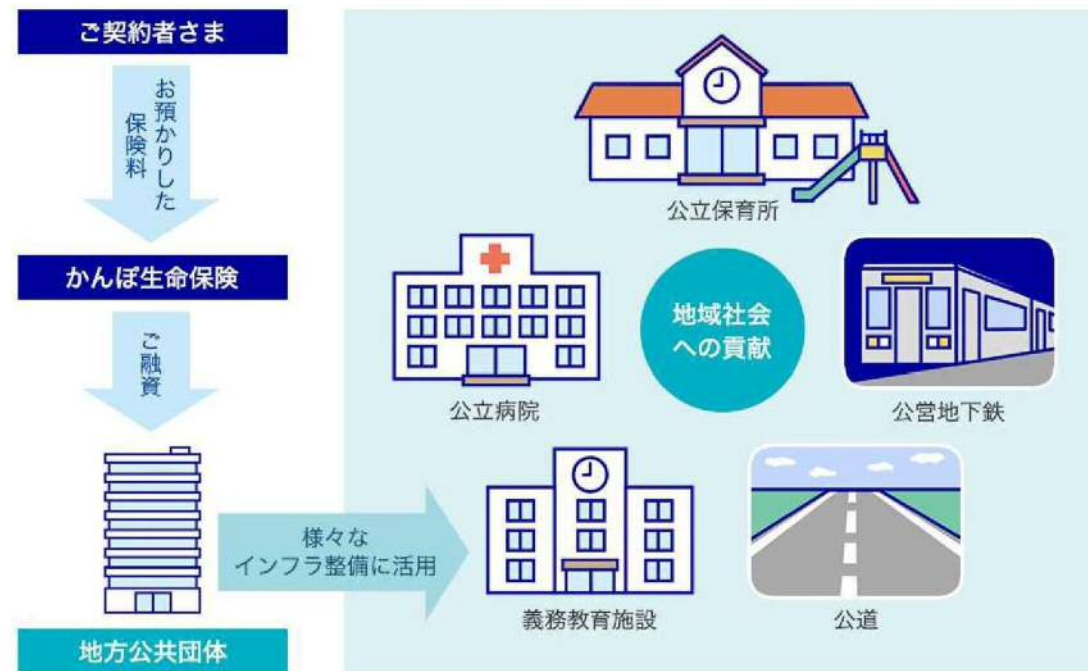 ご契約者さま
お預かりした
保険料
かんぽ生命保険
ご融資
地方公共団体
様々な
インフラ整備に活用
公立保育所
公立病院
地域社会
への貢献
公営地下鉄
義務教育施設
公道